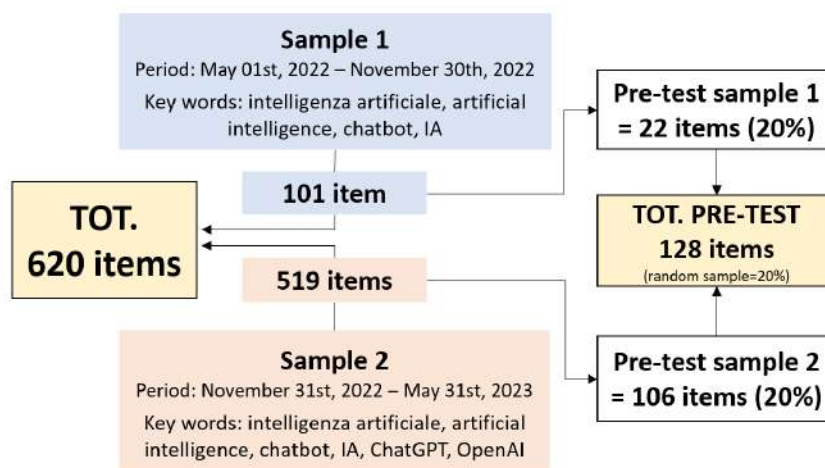 Sample 1
Period: May 01st, 2022 – November 30th, 2022
Key words: intelligenza artificiale, artificial
intelligence, chatbot, IA
101 item
TOT.
620 items
519 items
Sample 2
Period: November 31st, 2022 – May 31st, 2023
Key words: intelligenza artificiale, artificial
intelligence, chatbot, IA, ChatGPT, OpenAI
Pre-test sample 1
= 22 items (20%)
TOT. PRE-TEST
128 items
(random sample=20%)
Pre-test sample 2
= 106 items (20%)